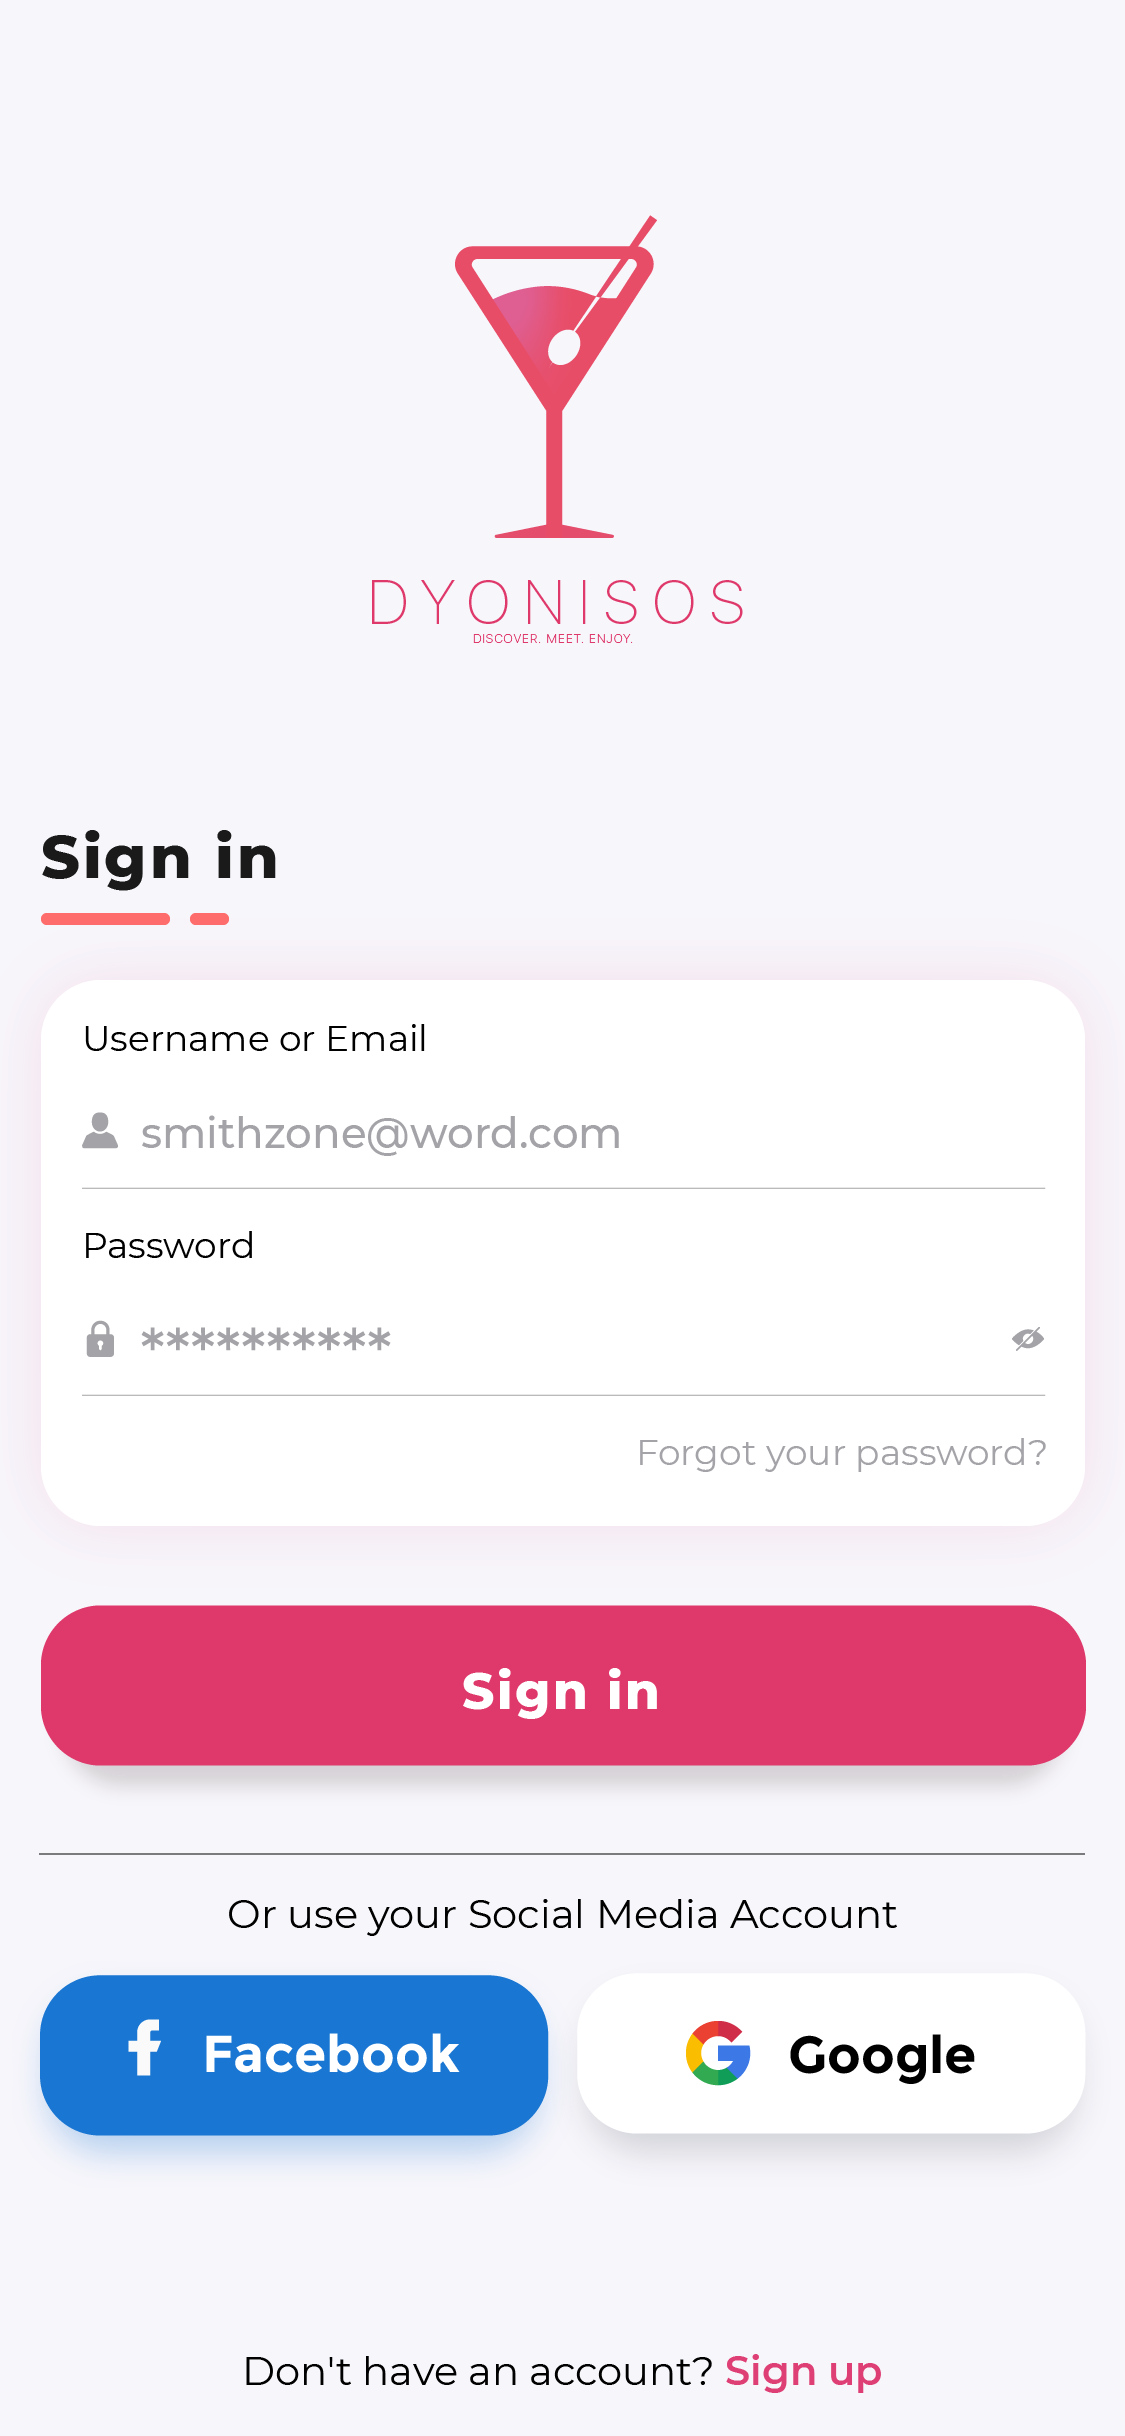 DYONISOS
DISCOVER. MEET. ENJOY.
Sign in
Username or Email
smithzone@word.com
Password
**********
Forgot your password?
Sign in
Or use your Social Media Account
Facebook
Google
Don't have an account? Sign up